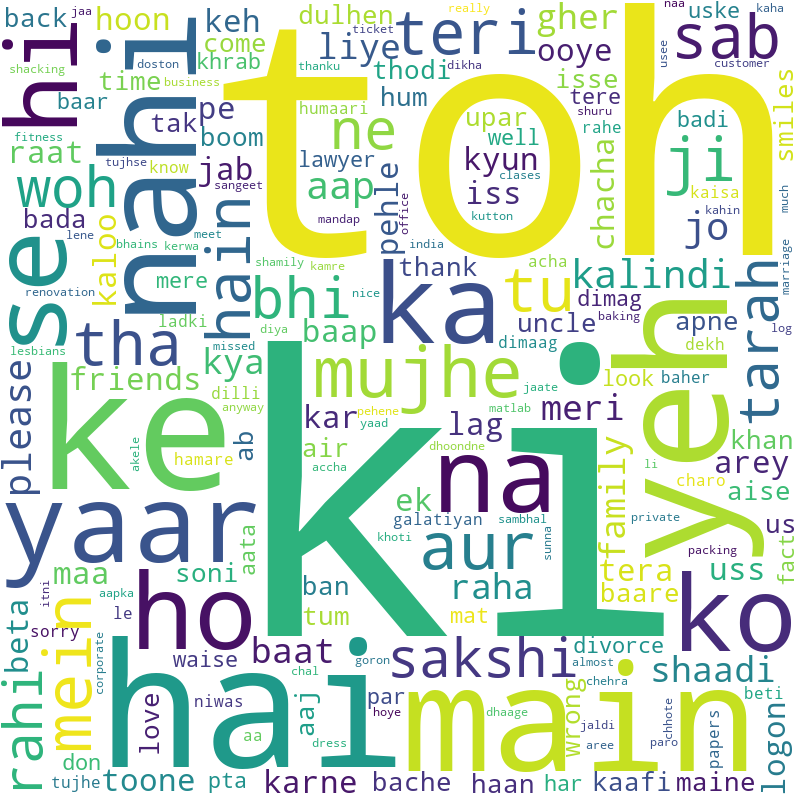 back
hoon
keh
dulhen
really
ticket
jaa
naa
kaha
uske
sab
hi
nahi
toh
teri
liye
ooye
gher
come
khrab
doston
thanku
dikha
usee
customer
shacking
time
business
thodi
isse
smiles
baar
pe
humaari
hum
tere
shuru
fitness
tak
boom
ne
upar
rahe
badi
raat
tujhse
know
lawyer
well
kyun
ji
woh
jab
sangeet
aap
clases
iss
chacha
kaisa
much
bada
hain
mandap
pehle
office
kutton
jo
kahin
lene
bhains
kerwa
meet
india
se
kaloo
shamily
kamre
thank
acha
kalindi
tarah
marriage
renovation
mere
bhi
ka
nice
tu
dimag
log
tha
ladki
missed
diya
baap
uncle
baking
apne
lesbians
kya
dimaag
yeh
dekh
please
friends
mujhe
look
baher
ke
dilli
jaate
anyway
pehene
matlab
meri
ki
kar
yaad
lag
khan
ab
air
dhoondne
family
akele
hamare
accha
na
li
arey
charo
aise
yaar
ek
galatiyan
sambhal
private
us
aata
khoti
aur
sunna
packing
fact
maa
soni
ban
raha
tera
uss
itni
aapka
baare
beta
le
ho
tum
mat
ko
sorry
mein
corporate
waise
baat
goron
sakshi
divorce
almost
shaadi
rahi
hai
chal
main
chehra
beti
love
niwas
aaj
par
hoye
dhaage
wrong
jaldi
chhote
papers
logon
don
aa
dress
aree
paro
tujhe
toone
pta
karne
bache
haan
har
kaafi
maine